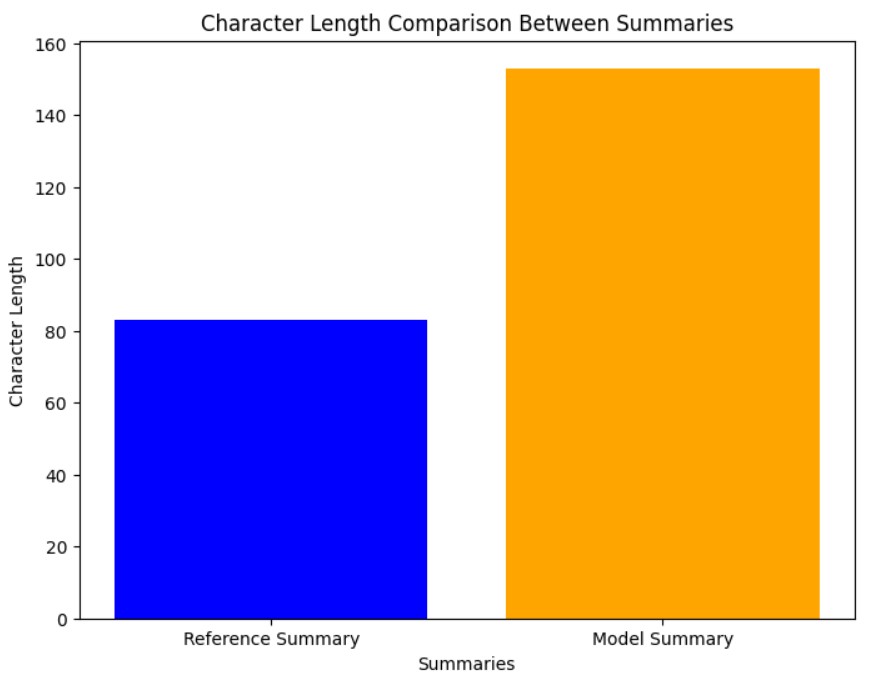 Character Length Comparison Between Summaries
160
140
120
100
80
60
40
20
0
Character Length
Reference Summary
Model Summary
Summaries